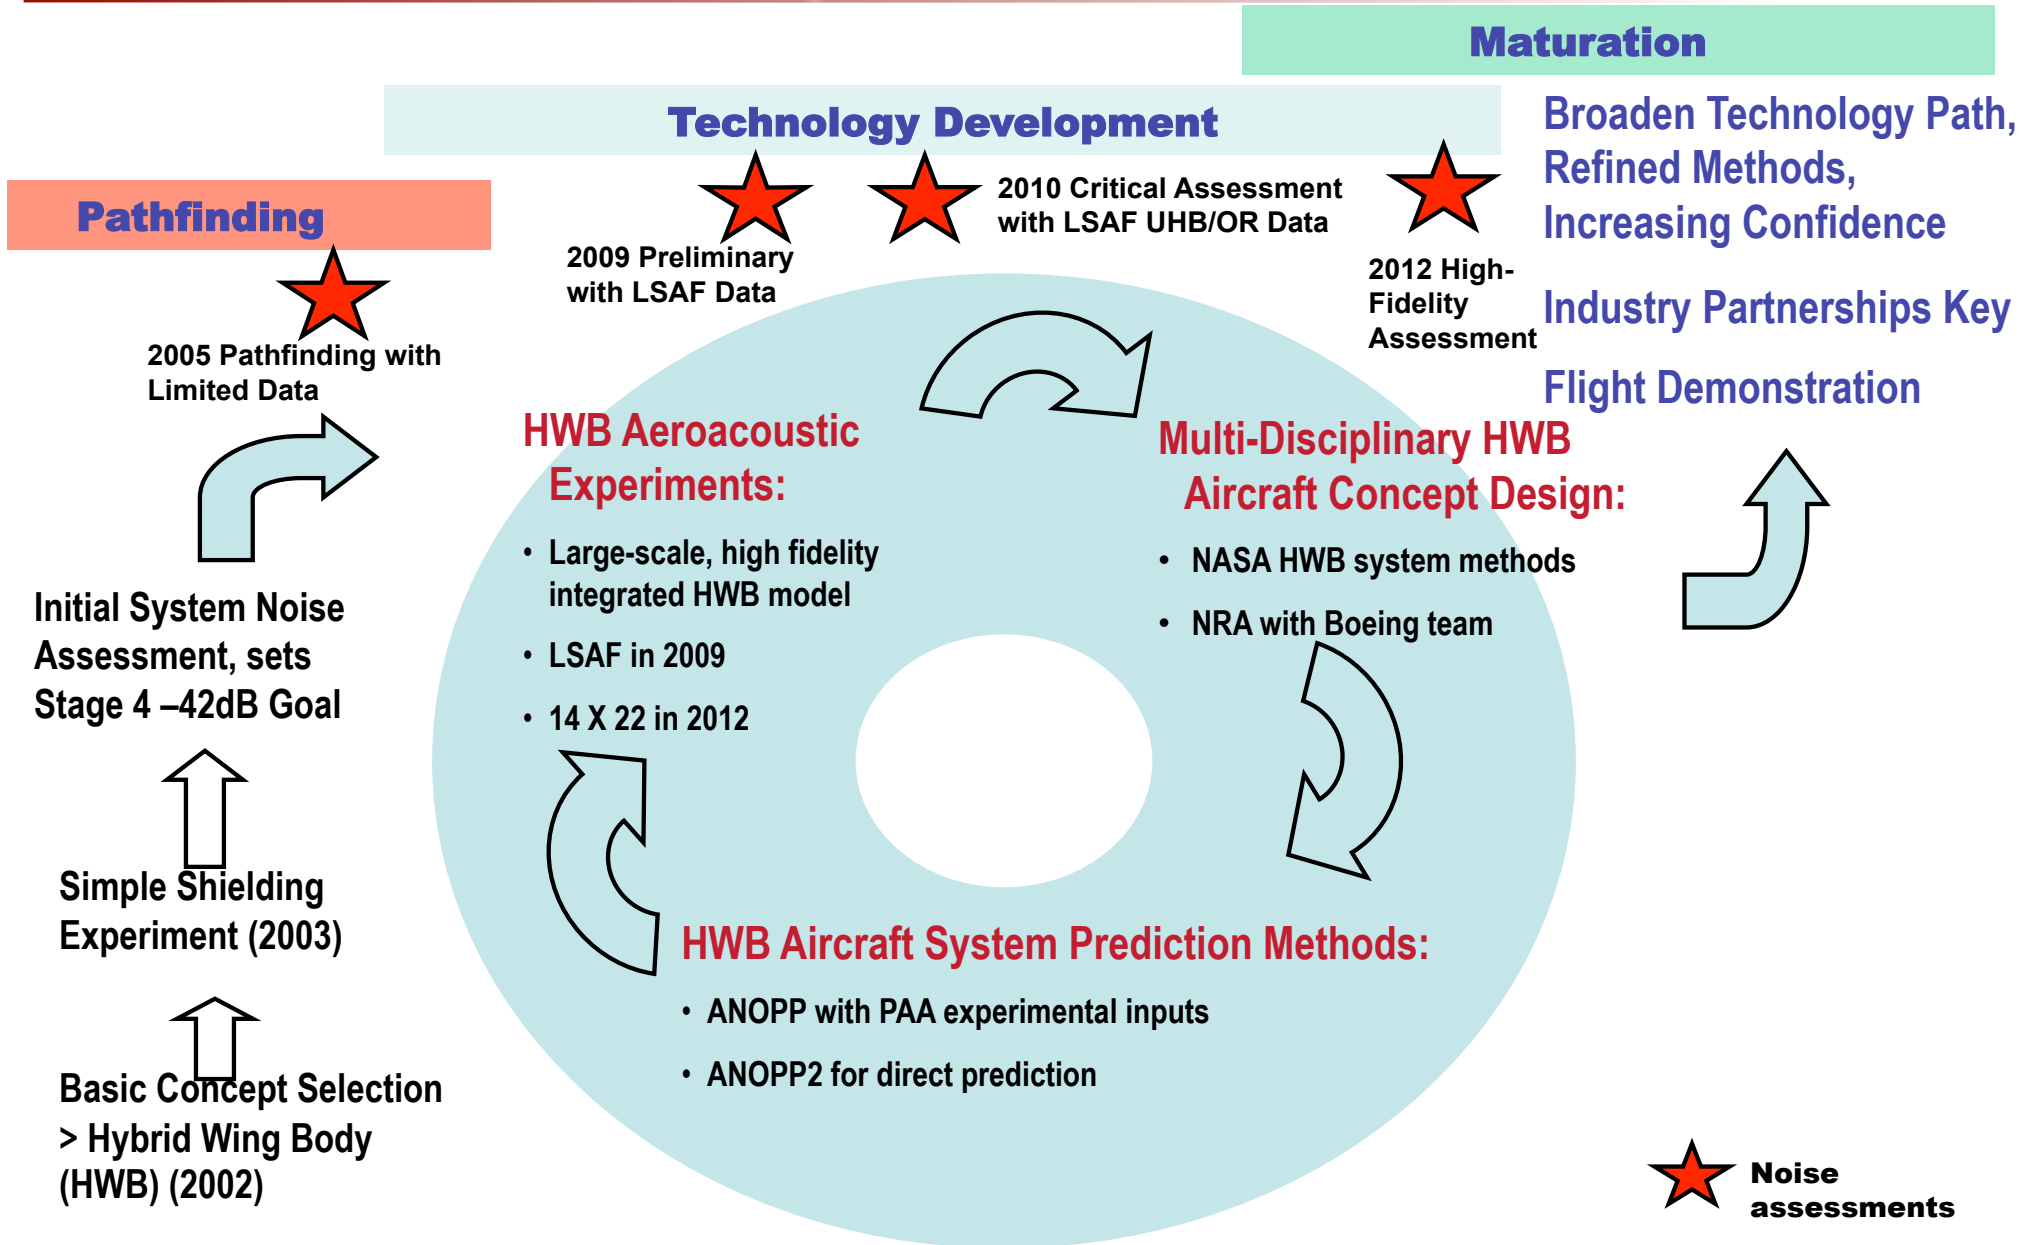 Maturation
Technology Development
Pathfinding
Broaden Technology Path,
Refined Methods,
Increasing Confidence
Industry Partnerships Key
Flight Demonstration
2005 Pathfinding with
Limited Data
2009 Preliminary
with LSAF Data
2010 Critical Assessment
with LSAF UHB/OR Data
2012 High-
Fidelity
Assessment
HWB Aeroacoustic
Experiments:
• Large-scale, high fidelity
integrated HWB model
• LSAF in 2009
• 14 X 22 in 2012
Multi-Disciplinary HWB
Aircraft Concept Design:
• NASA HWB system methods
• NRA with Boeing team
HWB Aircraft System Prediction Methods:
• ANOPP with PAA experimental inputs
• ANOPP2 for direct prediction
Initial System Noise
Assessment, sets
Stage 4 –42dB Goal
Simple Shielding
Experiment (2003)
Basic Concept Selection
> Hybrid Wing Body
(HWB) (2002)
Noise
assessments